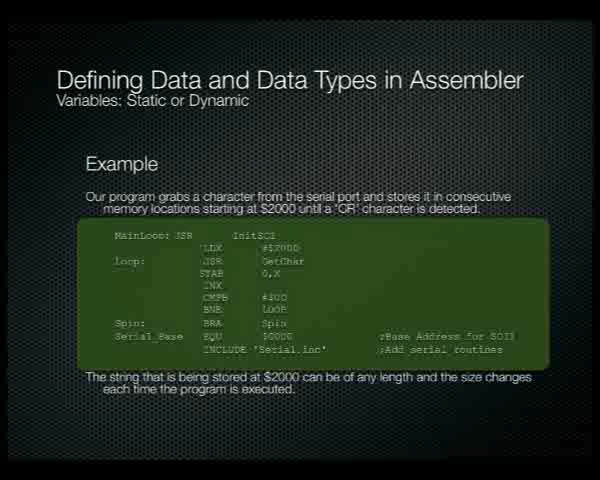 Defining Data and Data Types in Assembler
Variables: Static or Dynamic
Example
Our program grabs a character from the serial port and stores it in consecutive
memory locations starting at $2000 until a 'CR' character is detected.
MainLoop: JSR InitSCI
LDX #$2000
Loop: JSR GetChar
STAB 0,X
INX
CMPB
BNE LOOP
Spin: BRA Spin
Serial_Base EQU ;Base Address for SCI1
INCLUDE 'Serial.inc' ;Add serial routines
The string that is being stored at $2000 can be of any length and the size changes
each time the program is executed.